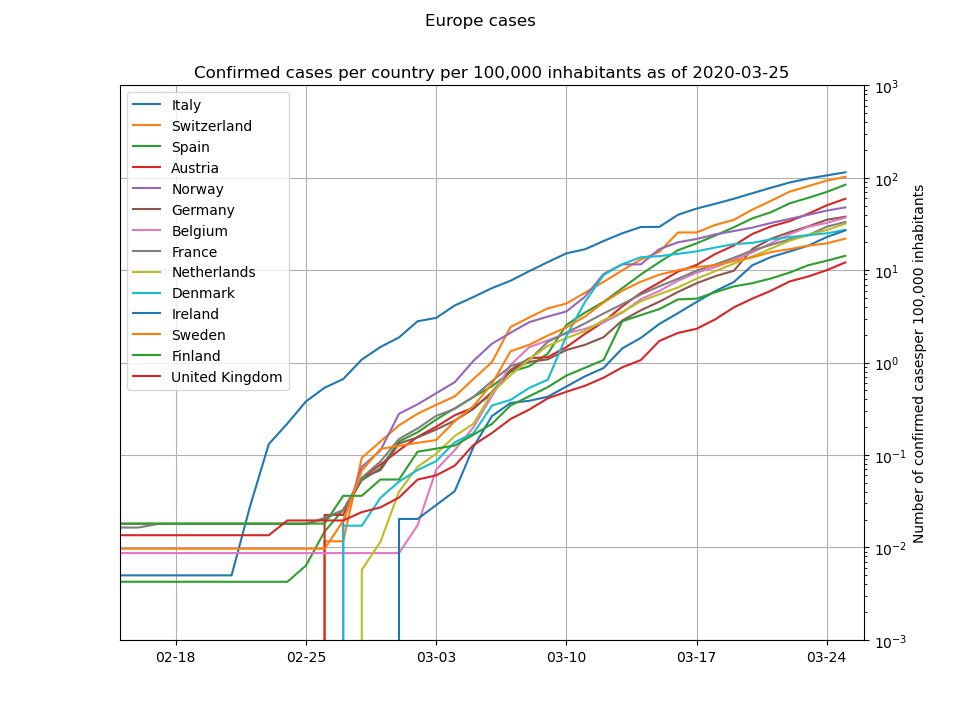 Europe cases
Confirmed cases per country per 100,000 inhabitants as of 2020-03-25
Italy
Switzerland
Spain
Austria
Norway
Germany
Belgium
France
Netherlands
Denmark
Ireland
Sweden
Finland
United Kingdom
10³
10²
10¹
10⁰
10⁻¹
10⁻²
10⁻³
Number of confirmed casesper 100,000 inhabitants
02-18 02-25 03-03 03-10 03-17 03-24